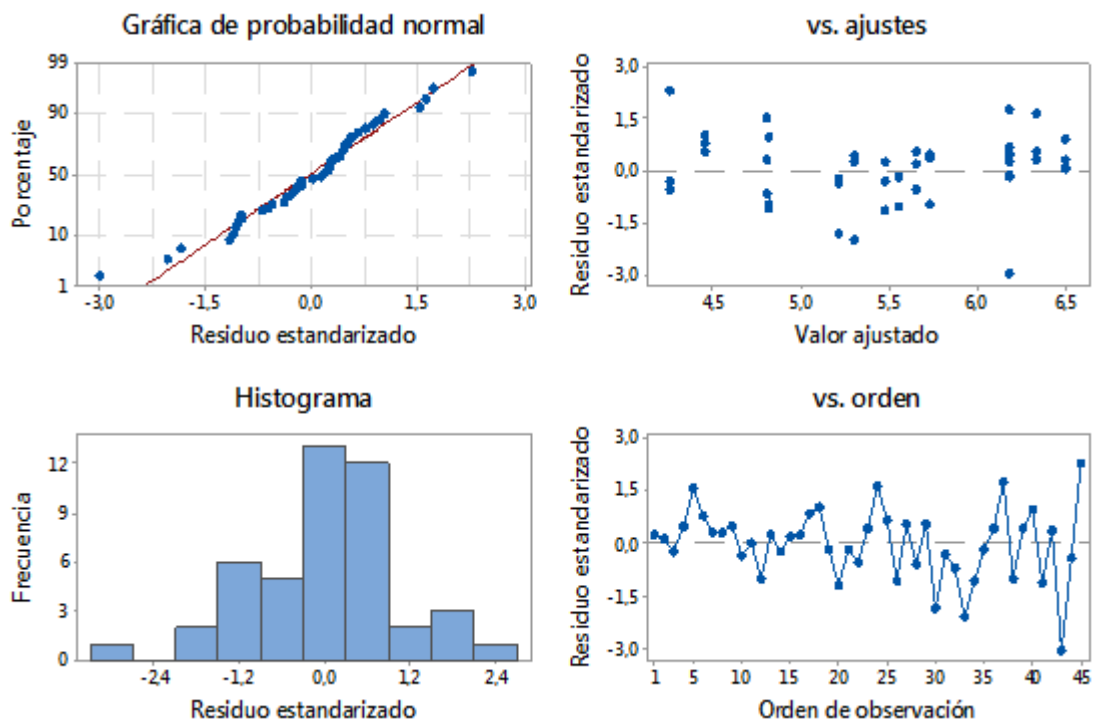 Gráfica de probabilidad normal
99
90
50
10
1
Porcentaje
-3,0 -1,5 0,0 1,5 3,0
Residuo estandarizado
vs. ajustes
3,0
1,5
0,0
-1,5
-3,0
Residuo estandarizado
4,5 5,0 5,5 6,0 6,5
Valor ajustado
Histograma
12
9
6
3
0
Frecuencia
-2,4 -1,2 0,0 1,2 2,4
Residuo estandarizado
vs. orden
3,0
1,5
0,0
-1,5
-3,0
Residuo estandarizado
1 5 10 15 20 25 30 35 40 45
Orden de observación